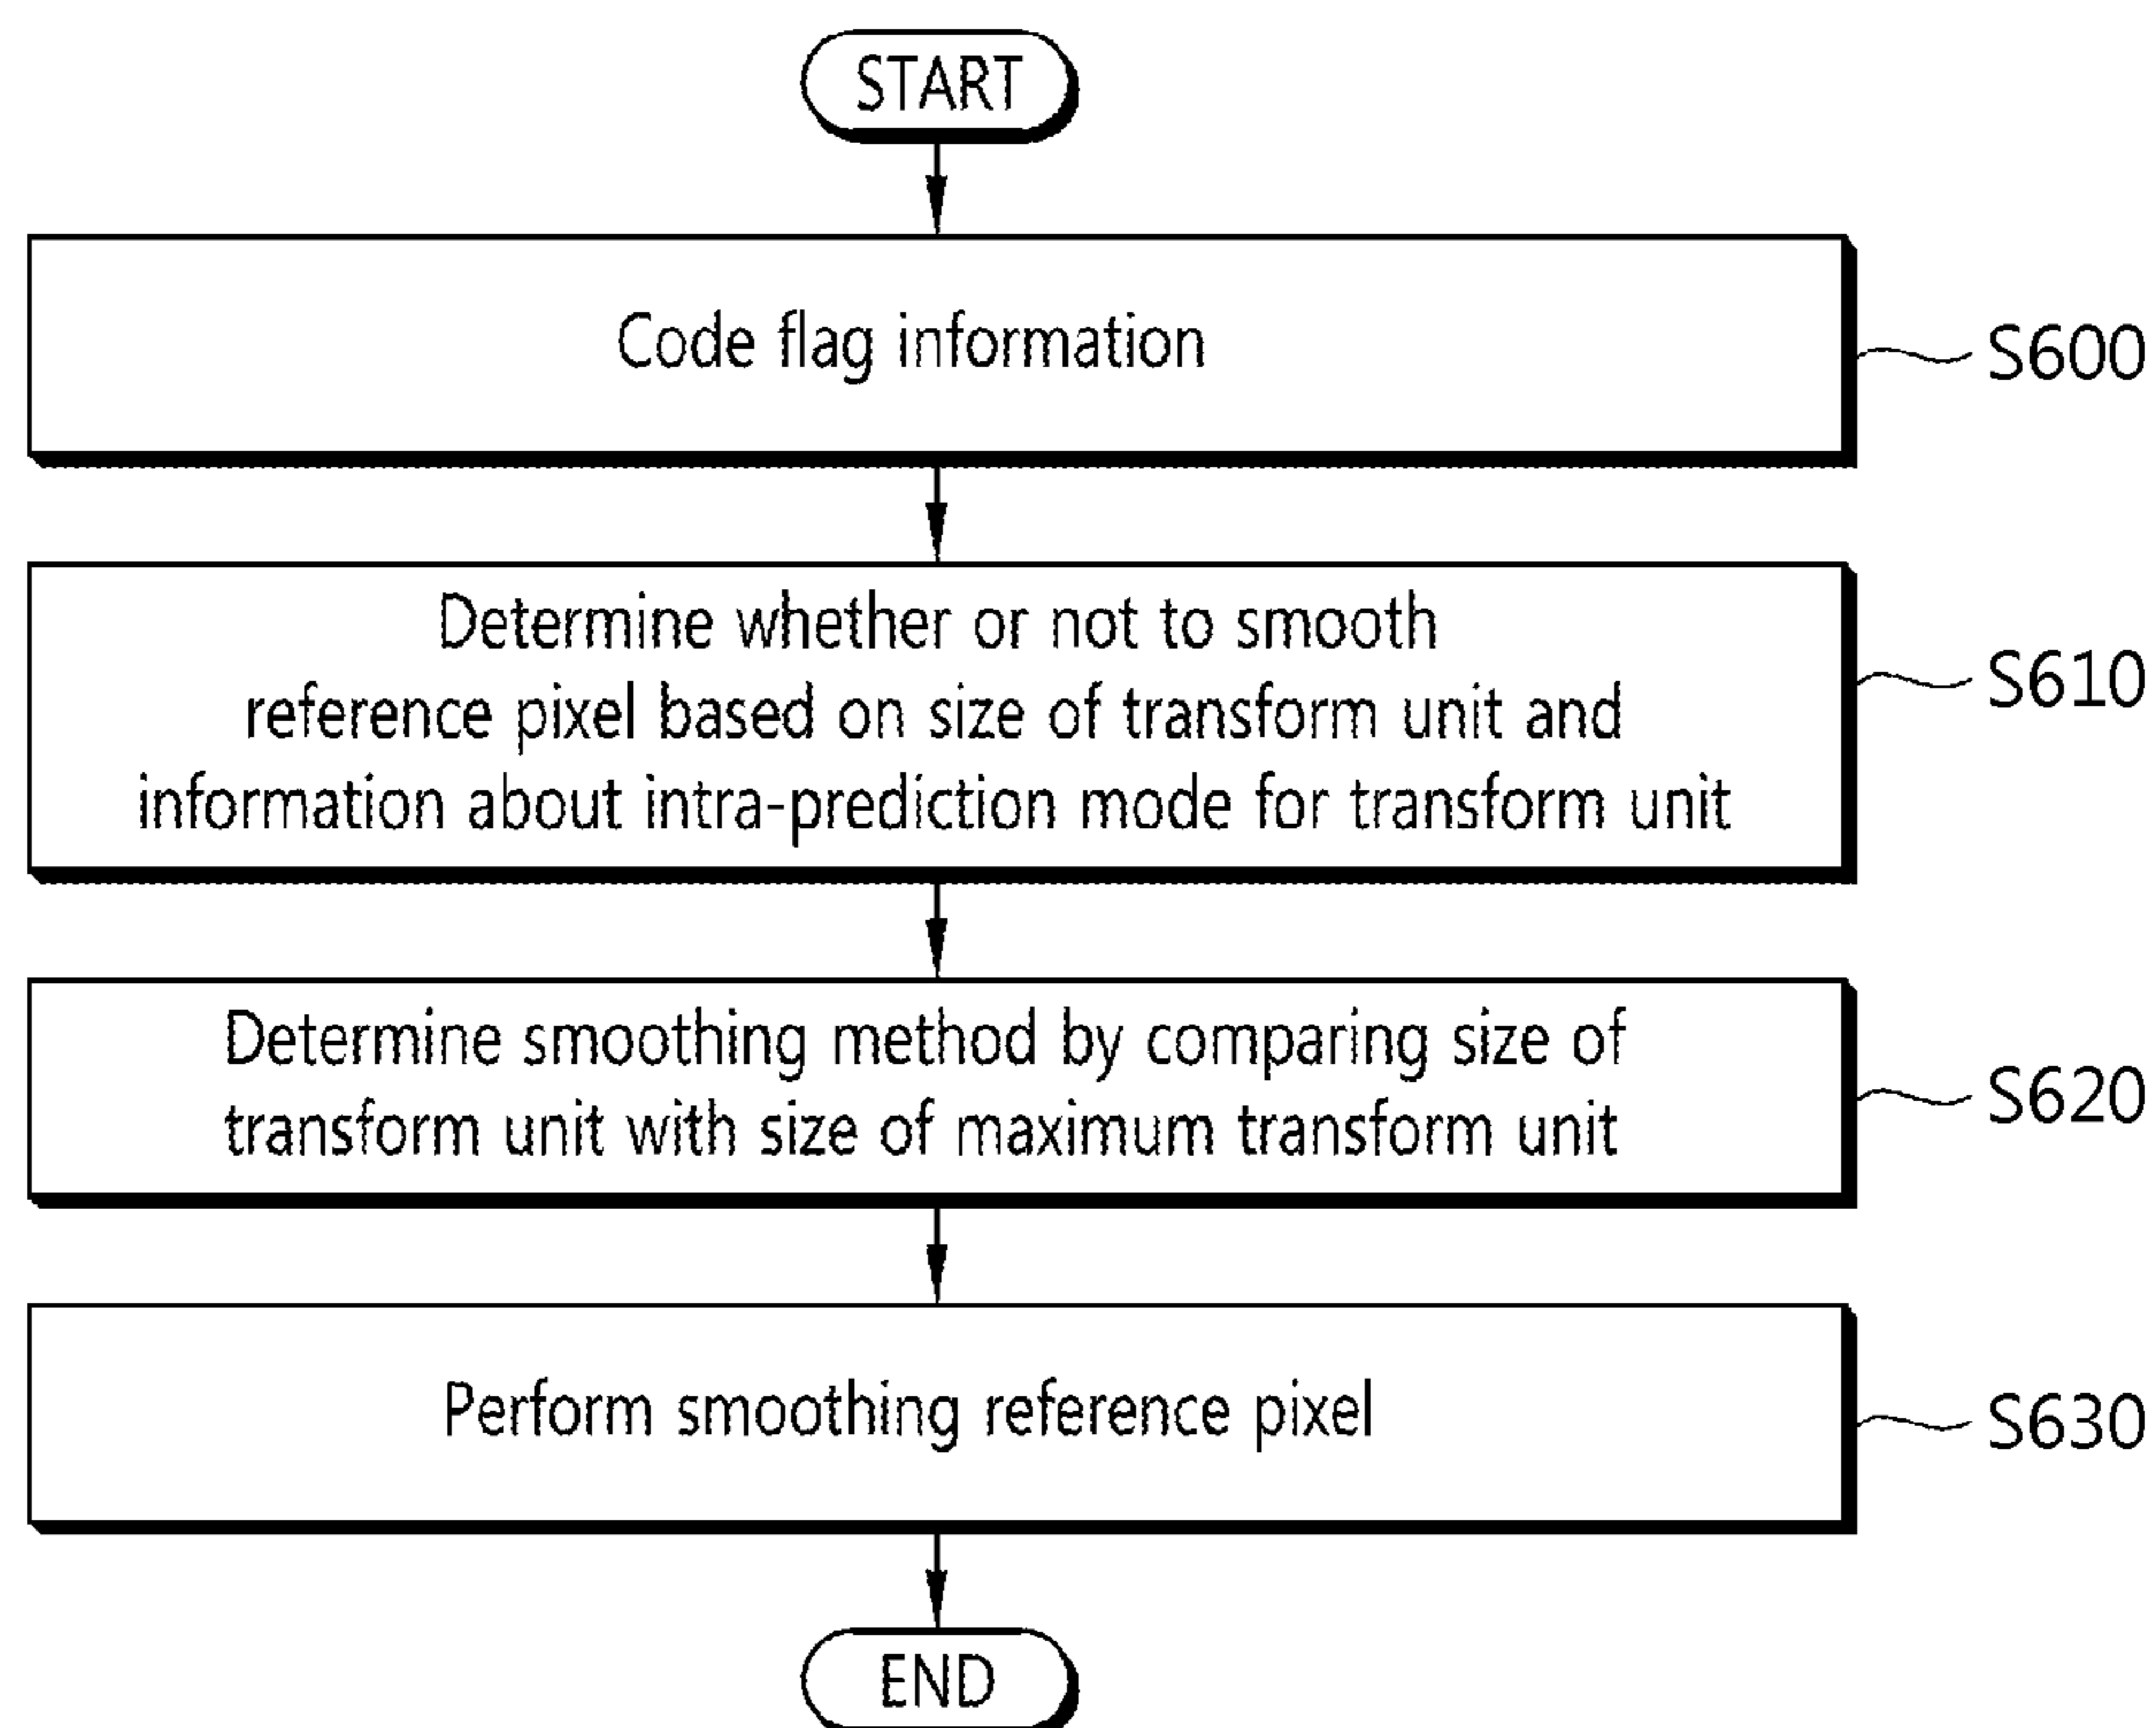 START
Code flag information
S600
Determine whether or not to smooth
reference pixel based on size of transform unit and
information about intra-prediction mode for transform unit
S610
Determine smoothing method by comparing size of
transform unit with size of maximum transform unit
S620
Perform smoothing reference pixel
S630
END